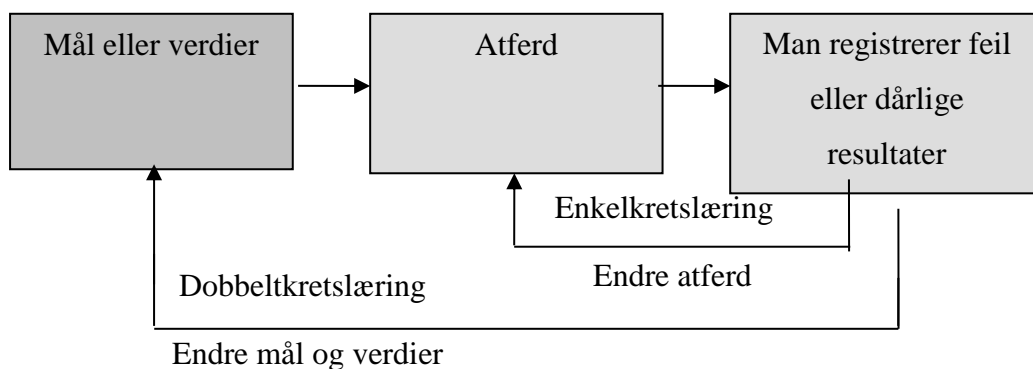 Mål eller verdier
Atferd
Man registrerer feil
eller dårlige
resultater
Enkelkretslæring
Endre atferd
Dobbeltkretslæring
Endre mål og verdier